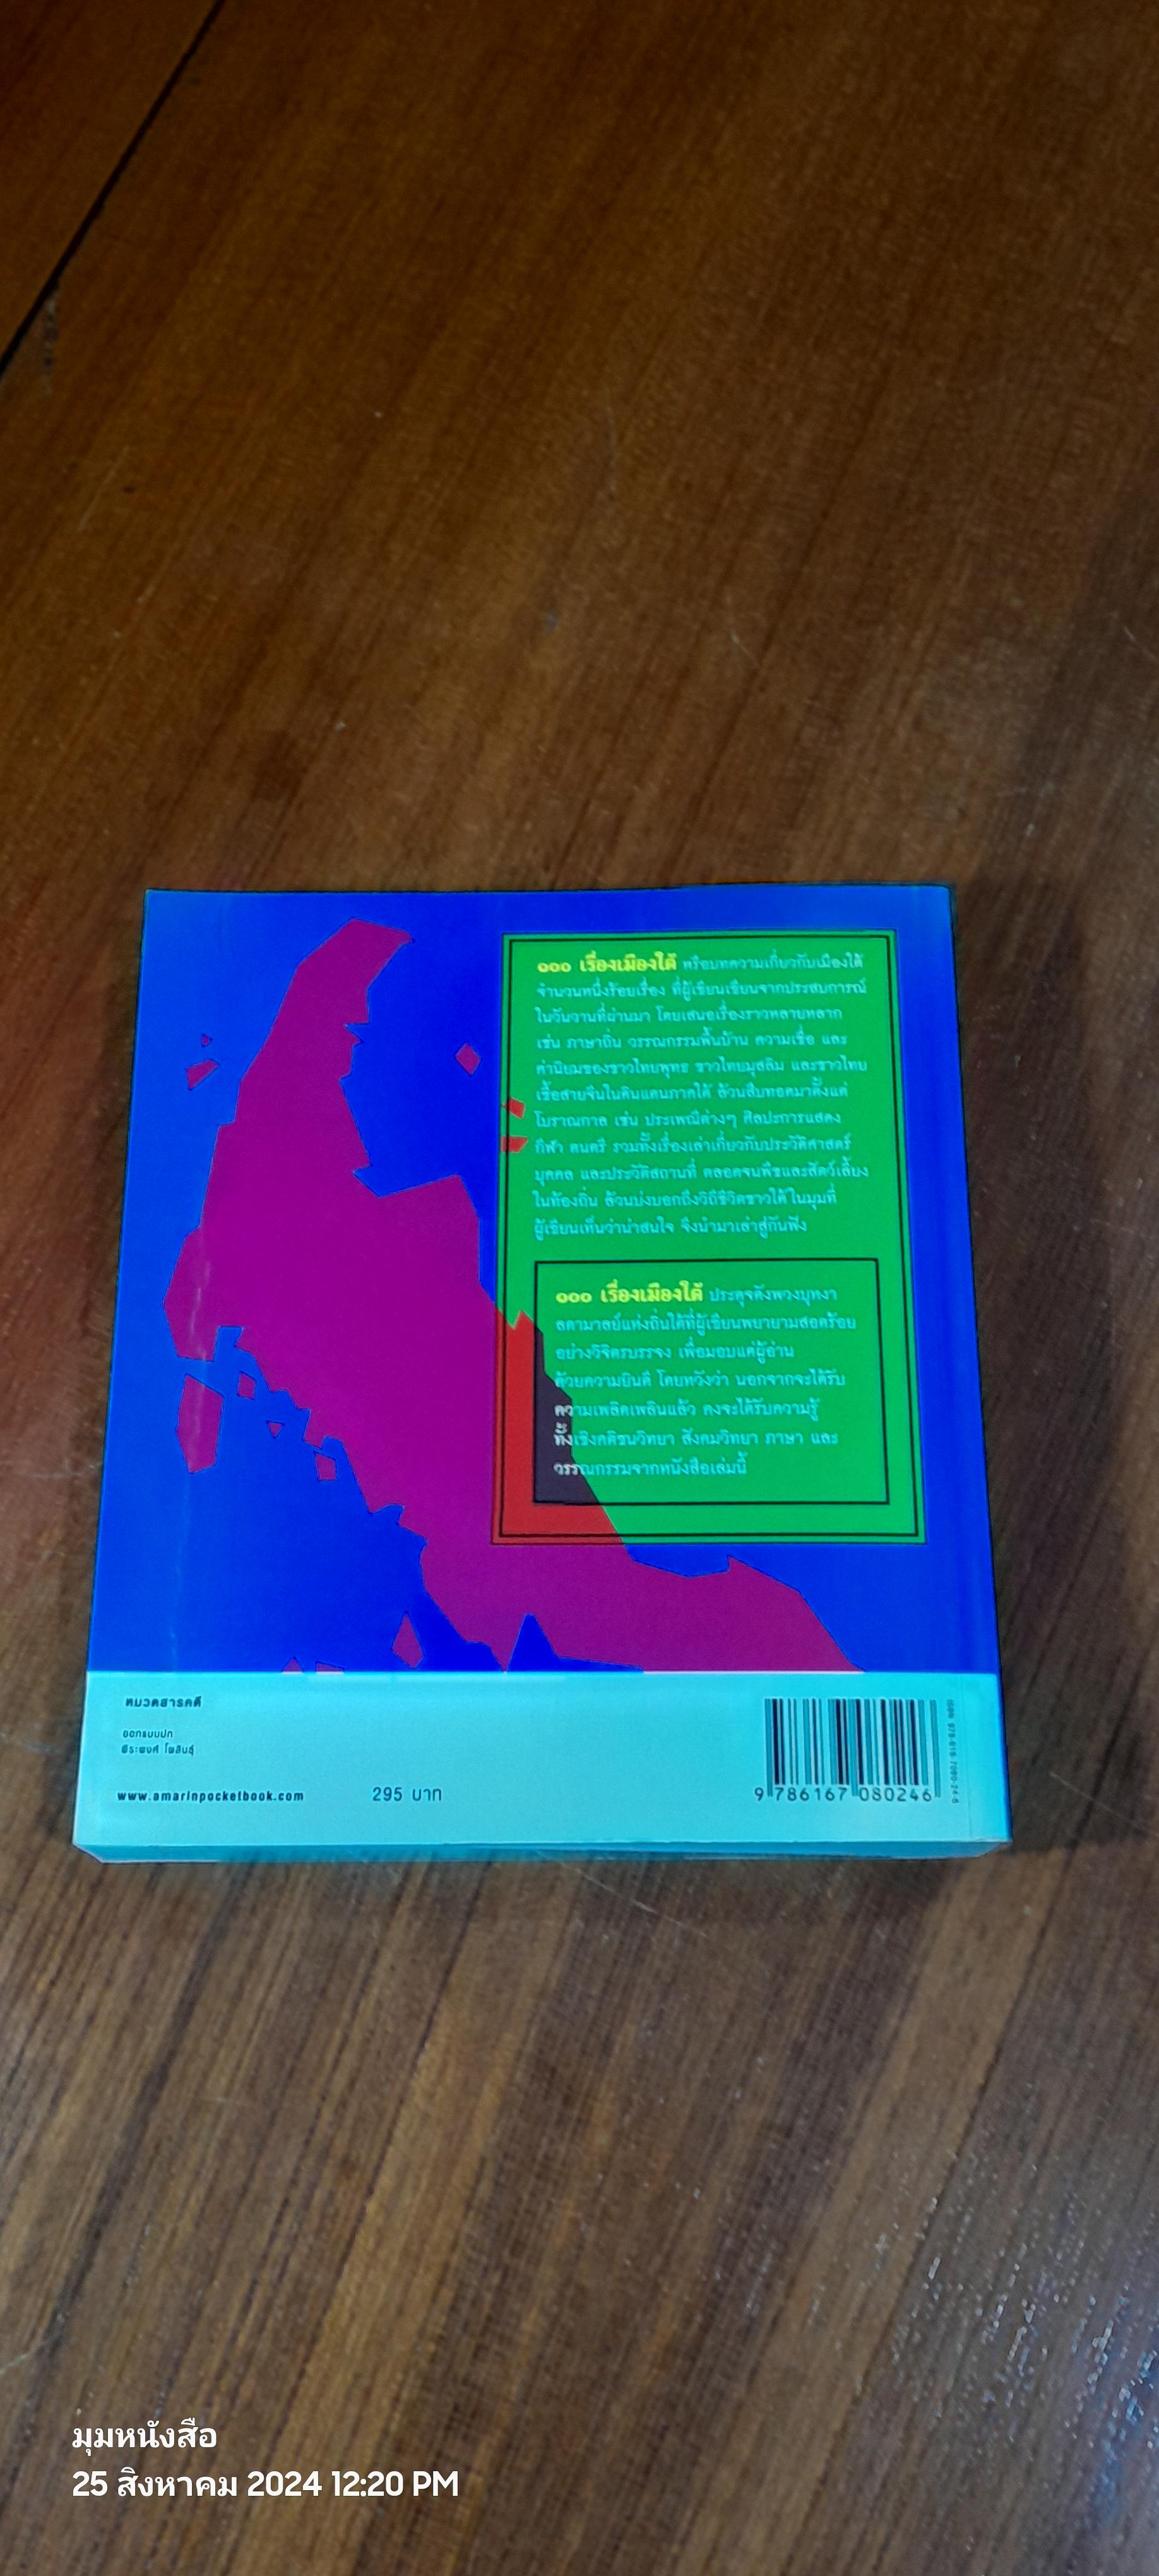 ๑๐๐ เรื่องเมืองใต้ หรือบทความเกี่ยวกับเมืองใต้
จำนวนหนึ่งร้อยเรื่อง ที่ผู้เขียนเขียนจากประสบการณ์
ในวันวานที่ผ่านมา โดยเสนอเรื่องราวหลายหลาก
เช่น ภาษาถิ่น วรรณกรรมพื้นบ้าน ความเชื่อ และ
ค่านิยมของชาวไทยพุทธ ชาวไทยมุสลิม และชาวไทย
เชื้อสายจีนในดินแดนภาคใต้ ล้วนสืบทอดมาตั้งแต่
โบราณกาล เช่น ประเพณีต่างๆ ศิลปะการแสดง
กีฬา ดนตรี รวมทั้งเรื่องเล่าเกี่ยวกับประวัติศาสตร์
บุคคล และประวัติสถานที่ ตลอดจนพืชและสัตว์เลี้ยง
ในท้องถิ่น ล้วนบ่งบอกถึงวิถีชีวิตชาวใต้ในมุมที่
ผู้เขียนเห็นว่าน่าสนใจ จึงนำมาเล่าสู่กันฟัง
๑๐๐ เรื่องเมืองใต้ ประดุจดังพวงบุหงา
ลดามาลย์แห่งถิ่นใต้ที่ผู้เขียนพยายามสอดร้อย
อย่างวิจิตรบรรจง เพื่อมอบแด่ผู้อ่าน
ด้วยความยินดี โดยหวังว่า นอกจากจะได้รับ
ความเพลิดเพลินแล้ว คงจะได้รับความรู้
ทั้งเชิงคติชนวิทยา สังคมวิทยา ภาษา และ
วรรณกรรมจากหนังสือเล่มนี้
หมวดสารคดี
ออกแบบปก
พีระพงศ์ โพสินธุ์
www.amarinpocketbook.com 295 บาท
9 786167 080246
ISBN 978-616-7080-24-6
มุมหนังสือ
25 สิงหาคม 2024 12:20 PM